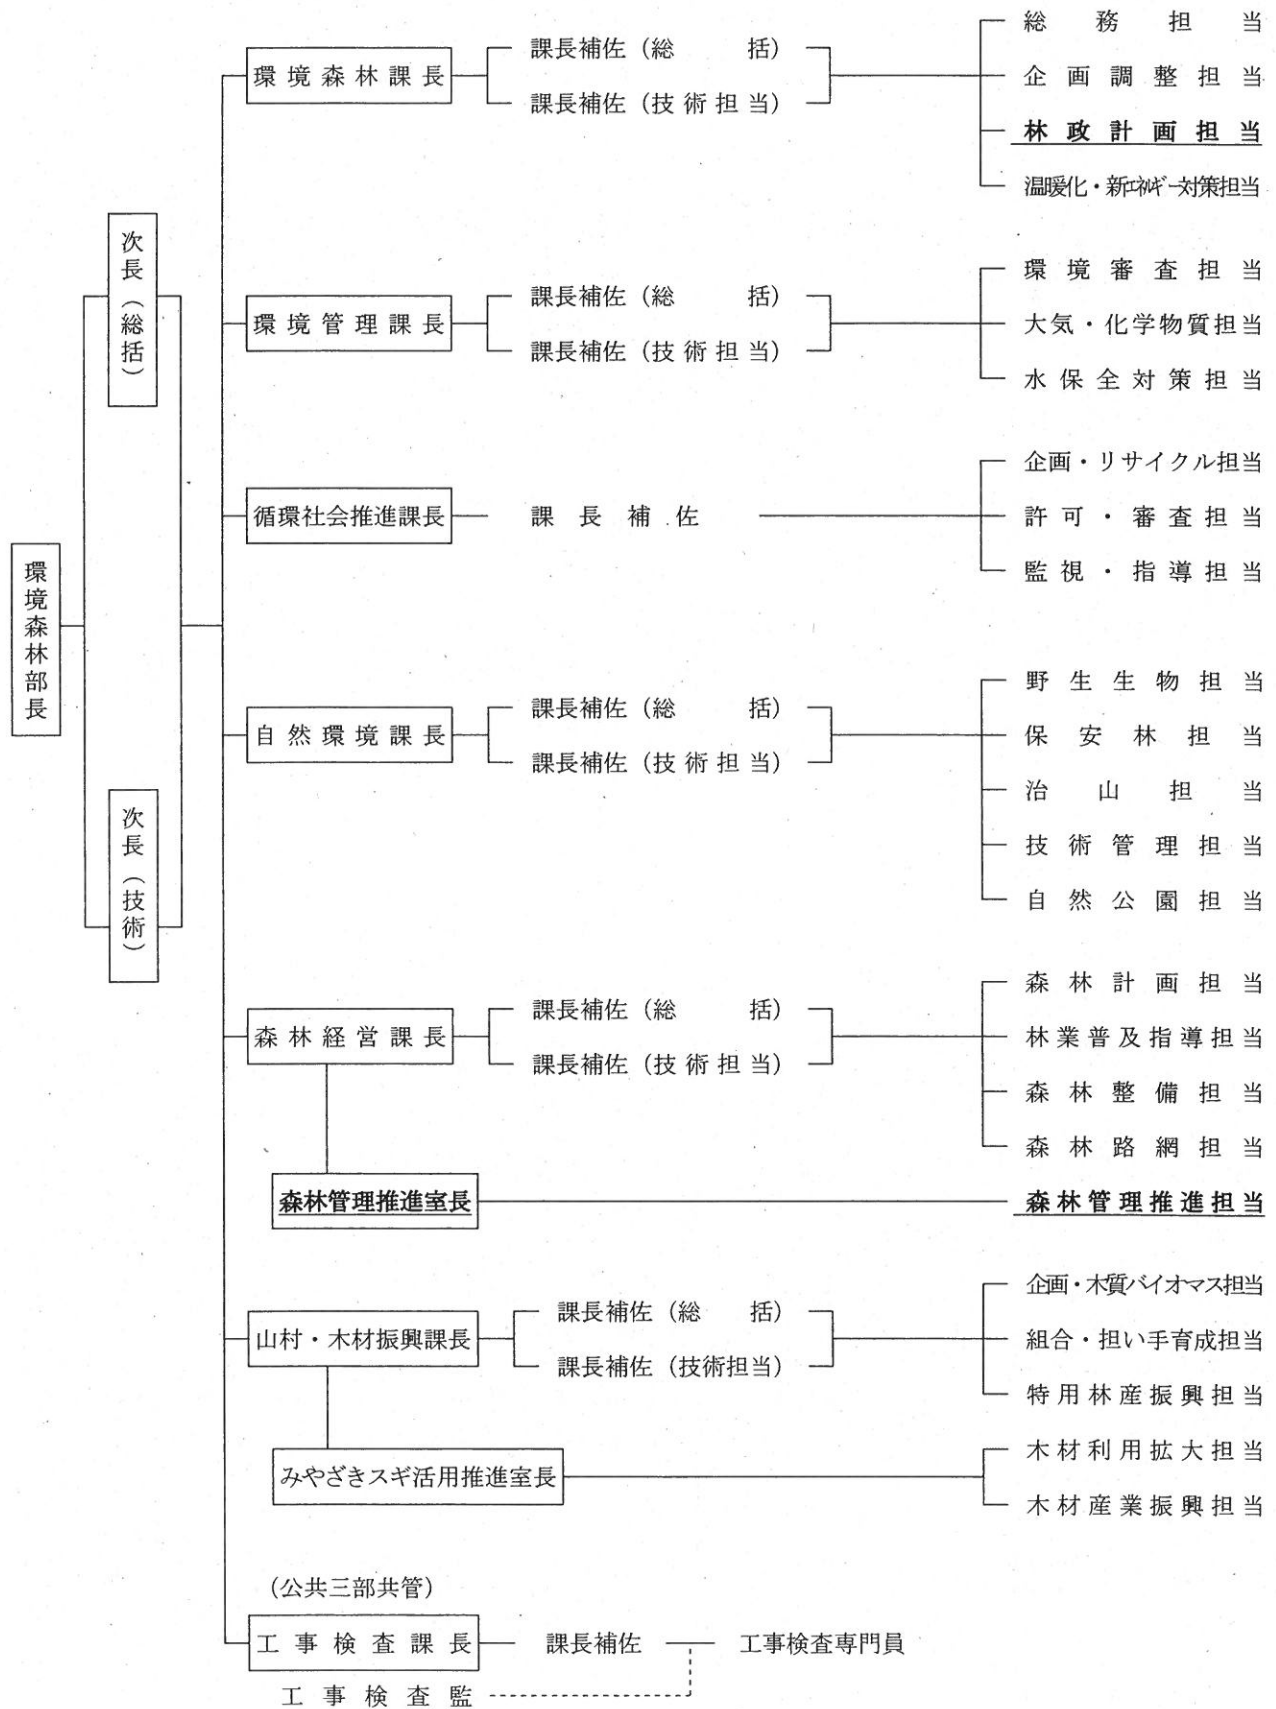 環境森林部長
次長（総括）
次長（技術）
環境森林課長
課長補佐（総　　括）
課長補佐（技術担当）
総務担当
企画調整担当
林政計画担当
温暖化・新エネルギー対策担当
環境管理課長
課長補佐（総　　括）
課長補佐（技術担当）
環境審査担当
大気・化学物質担当
水保全対策担当
循環社会推進課長
課長補佐
企画・リサイクル担当
許可・審査担当
監視・指導担当
自然環境課長
課長補佐（総　　括）
課長補佐（技術担当）
野生生物担当
保安林担当
治山担当
技術管理担当
自然公園担当
森林経営課長
課長補佐（総　　括）
課長補佐（技術担当）
森林計画担当
林業普及指導担当
森林整備担当
森林路網担当
森林管理推進室長
森林管理推進担当
山村・木材振興課長
課長補佐（総　　括）
課長補佐（技術担当）
企画・木質バイオマス担当
組合・担い手育成担当
特用林産振興担当
みやざきスギ活用推進室長
木材利用拡大担当
木材産業振興担当
（公共三部共管）
工事検査課長
課長補佐
工事検査専門員
工事検査監